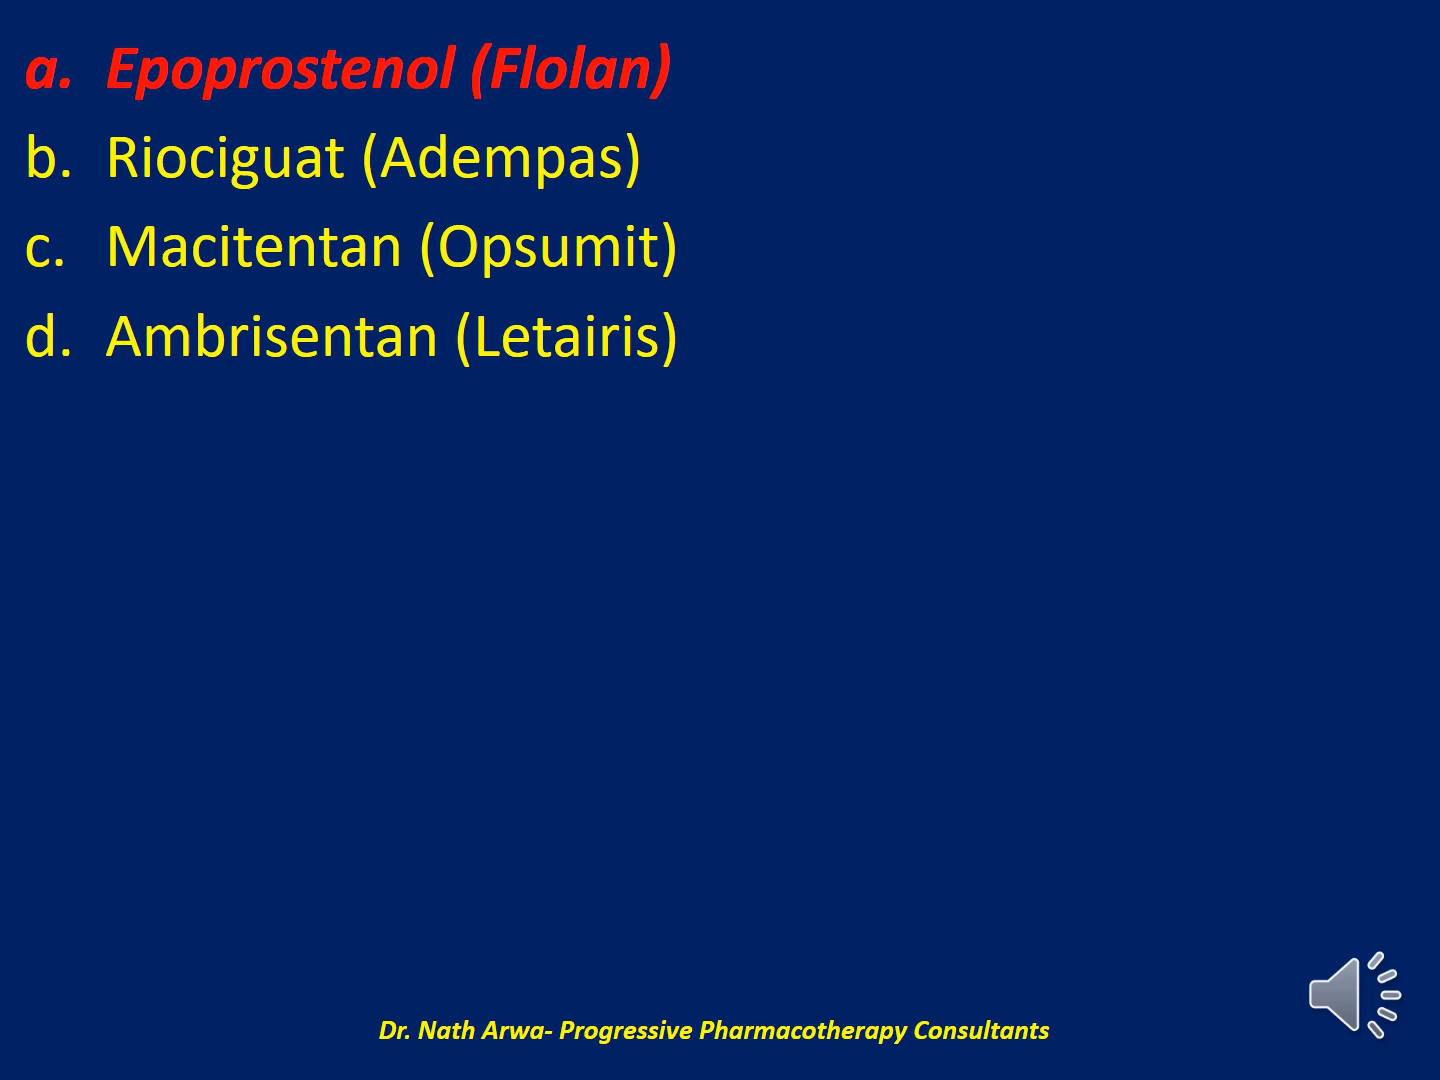 a. Epoprostenol (Flolan)
b. Riociguat (Adempas)
c. Macitentan (Opsumit)
d. Ambrisentan (Letairis)
Dr. Nath Arwa- Progressive Pharmacotherapy Consultants